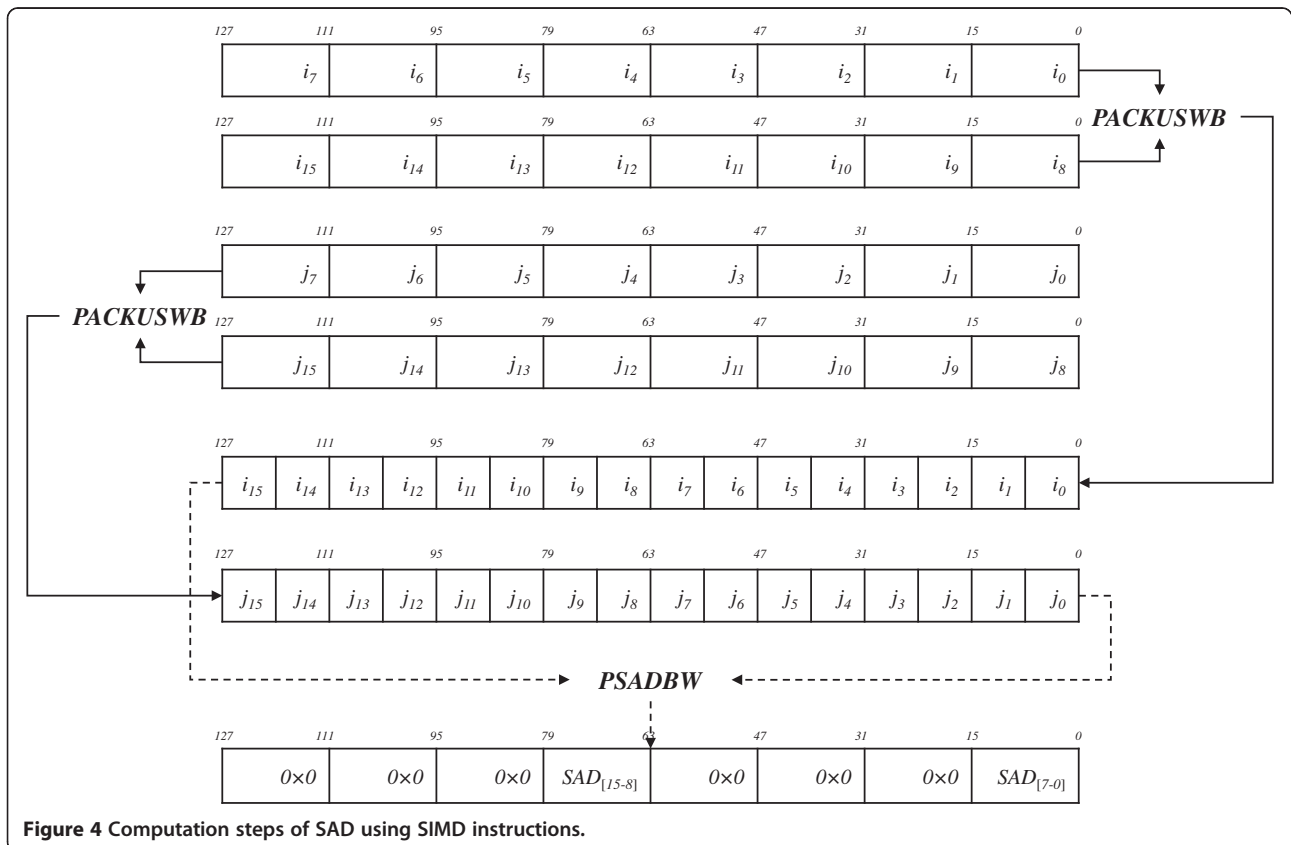 127 111 95 79 63 47 31 15 0
i7 i6 i5 i4 i3 i2 i1 i0
PACKUSWB
127 111 95 79 63 47 31 15 0
i15 i14 i13 i12 i11 i10 i9 i8
127 111 95 79 63 47 31 15 0
j7 j6 j5 j4 j3 j2 j1 j0
PACKUSWB
127 111 95 79 63 47 31 15 0
j15 j14 j13 j12 j11 j10 j9 j8
127 111 95 79 63 47 31 15 0
i15 i14 i13 i12 i11 i10 i9 i8 i7 i6 i5 i4 i3 i2 i1 i0
127 111 95 79 63 47 31 15 0
j15 j14 j13 j12 j11 j10 j9 j8 j7 j6 j5 j4 j3 j2 j1 j0
PSADBW
127 111 95 79 63 47 31 15 0
0×0 0×0 0×0 SAD[15-8] 0×0 0×0 0×0 SAD[7-0]
Figure 4 Computation steps of SAD using SIMD instructions.